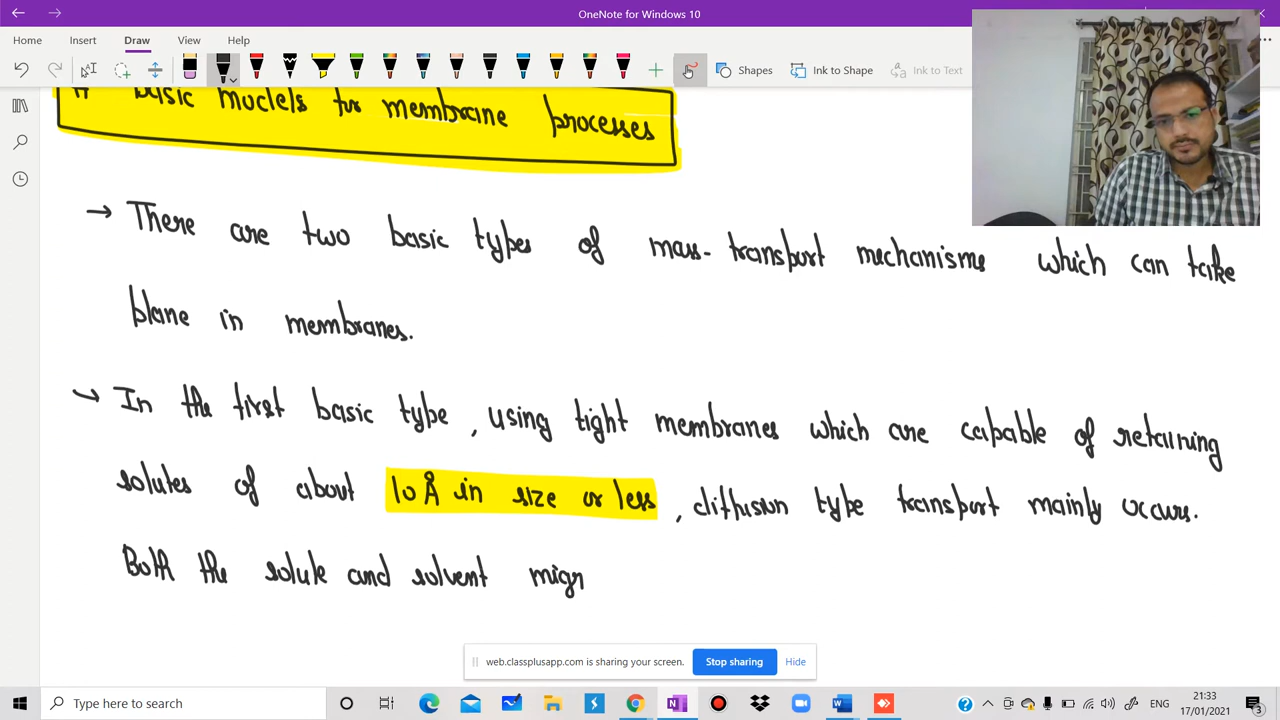 OneNote for Windows 10
Home Insert Draw View Help
Shapes Ink to Shape Ink to Text
# basic models for membrane processes
→ There are two basic types of mass-transport mechanisms which can take
plane in membranes.
→ In the first basic type, using tight membranes which are capable of retaining
solutes of about 10 Å in size or less, diffusion type transport mainly occurs.
Both the solute and solvent migr
web.classplusapp.com is sharing your screen. Stop sharing Hide
Type here to search
ENG
21:33
17/01/2021
3